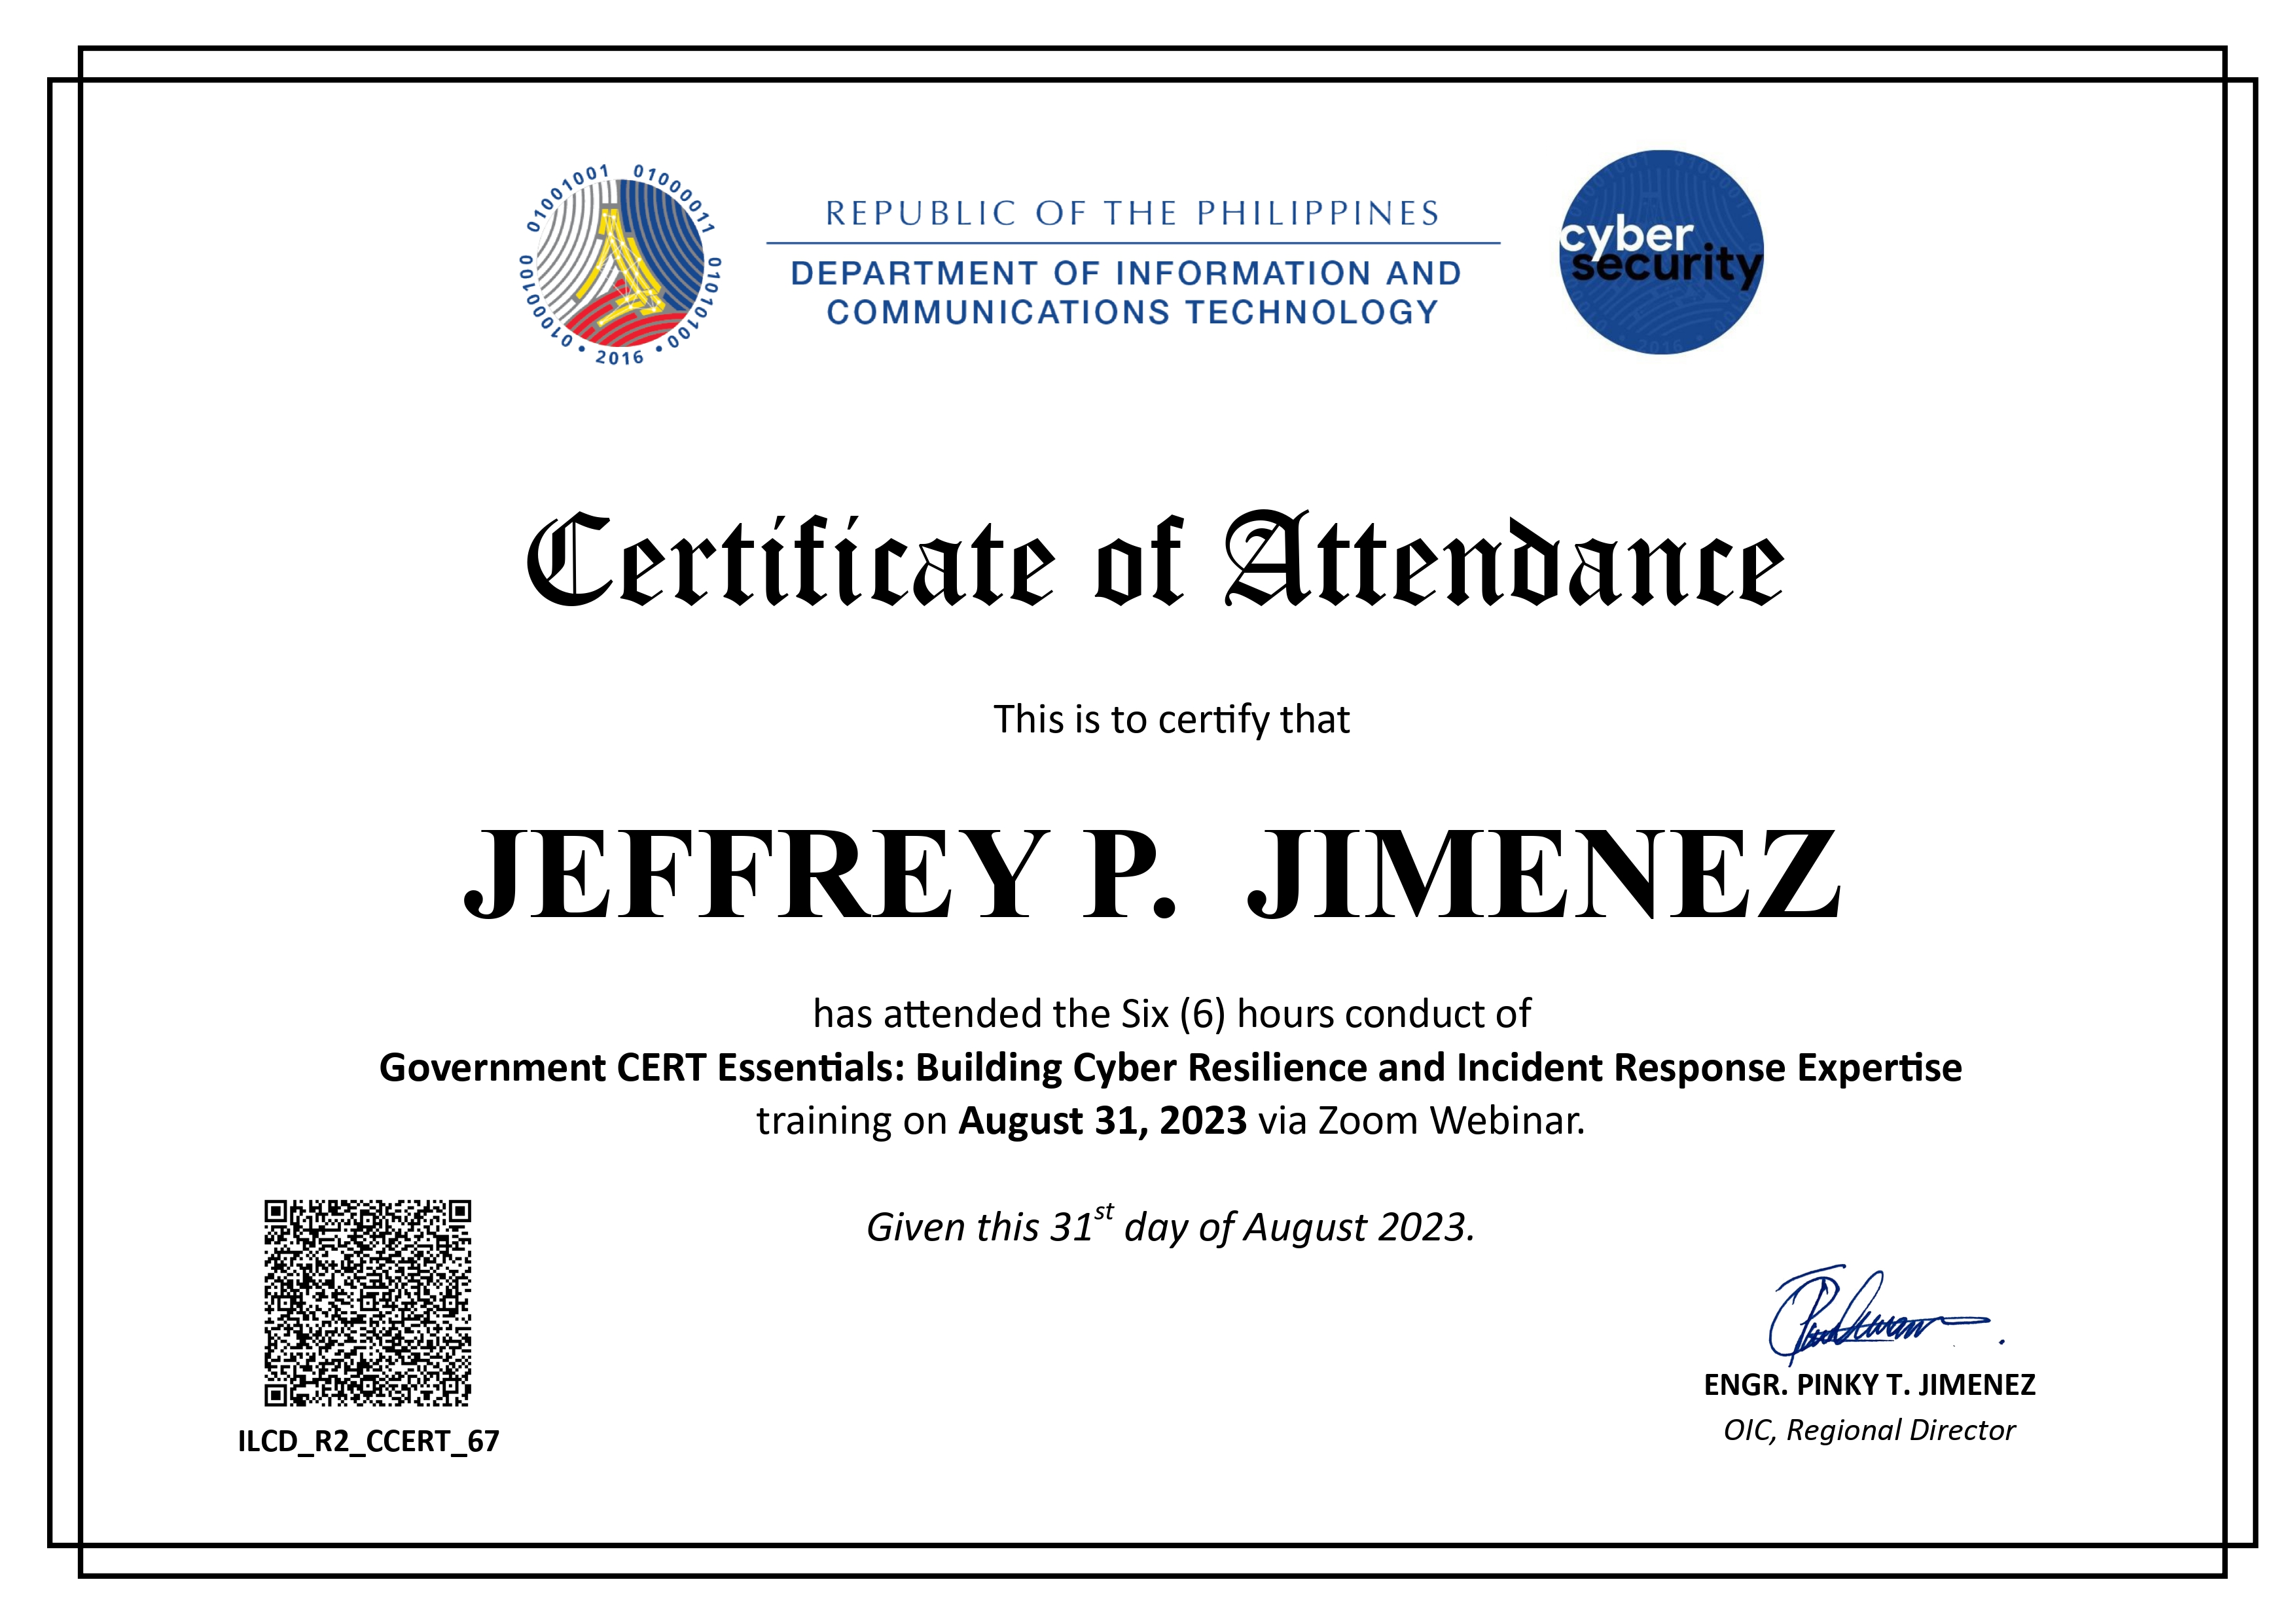 01001001 01000011 01010100 01000100 • 2016 •
REPUBLIC OF THE PHILIPPINES
DEPARTMENT OF INFORMATION AND
COMMUNICATIONS TECHNOLOGY
cyber
security
2016
Certificate of Attendance
This is to certify that
JEFFREY P. JIMENEZ
has attended the Six (6) hours conduct of
Government CERT Essentials: Building Cyber Resilience and Incident Response Expertise
training on August 31, 2023 via Zoom Webinar.
Given this 31st day of August 2023.
ENGR. PINKY T. JIMENEZ
OIC, Regional Director
ILCD_R2_CCERT_67